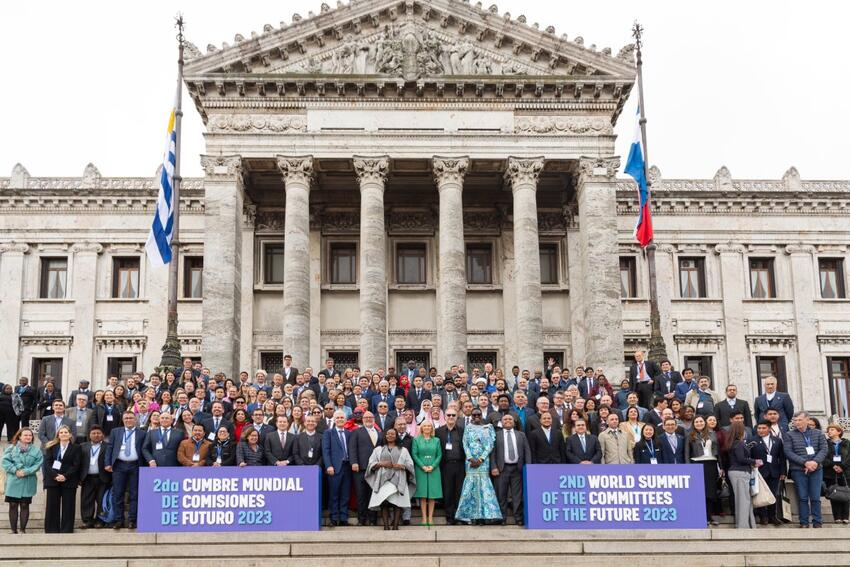 2da CUMBRE MUNDIAL
DE COMISIONES
DE FUTURO 2023
2ND WORLD SUMMIT
OF THE COMMITTEES
OF THE FUTURE 2023